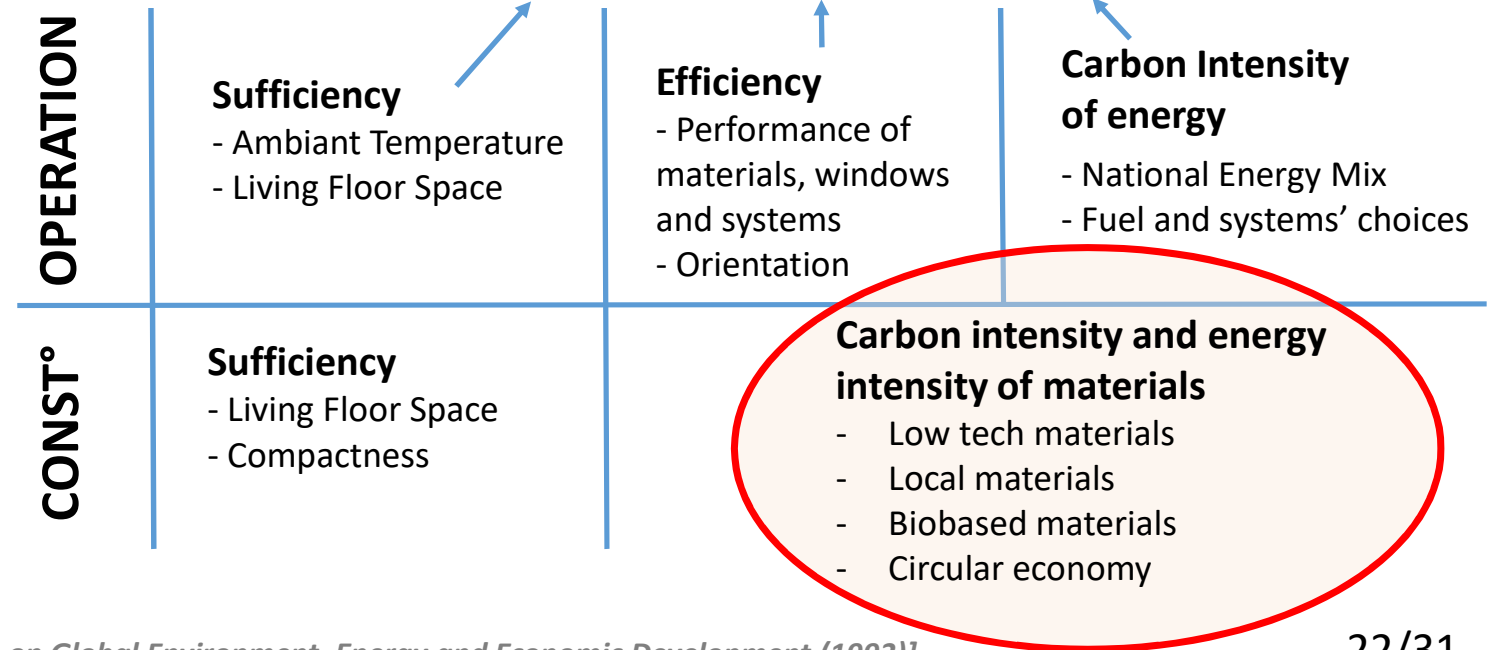 OPERATION
Sufficiency
- Ambiant Temperature
- Living Floor Space
Efficiency
- Performance of
materials, windows
and systems
- Orientation
Carbon Intensity
of energy
- National Energy Mix
- Fuel and systems’ choices
CONST°
Sufficiency
- Living Floor Space
- Compactness
Carbon intensity and energy
intensity of materials
- Low tech materials
- Local materials
- Biobased materials
- Circular economy
on Global Environment, Energy and Economic Development (1993)]
22/31